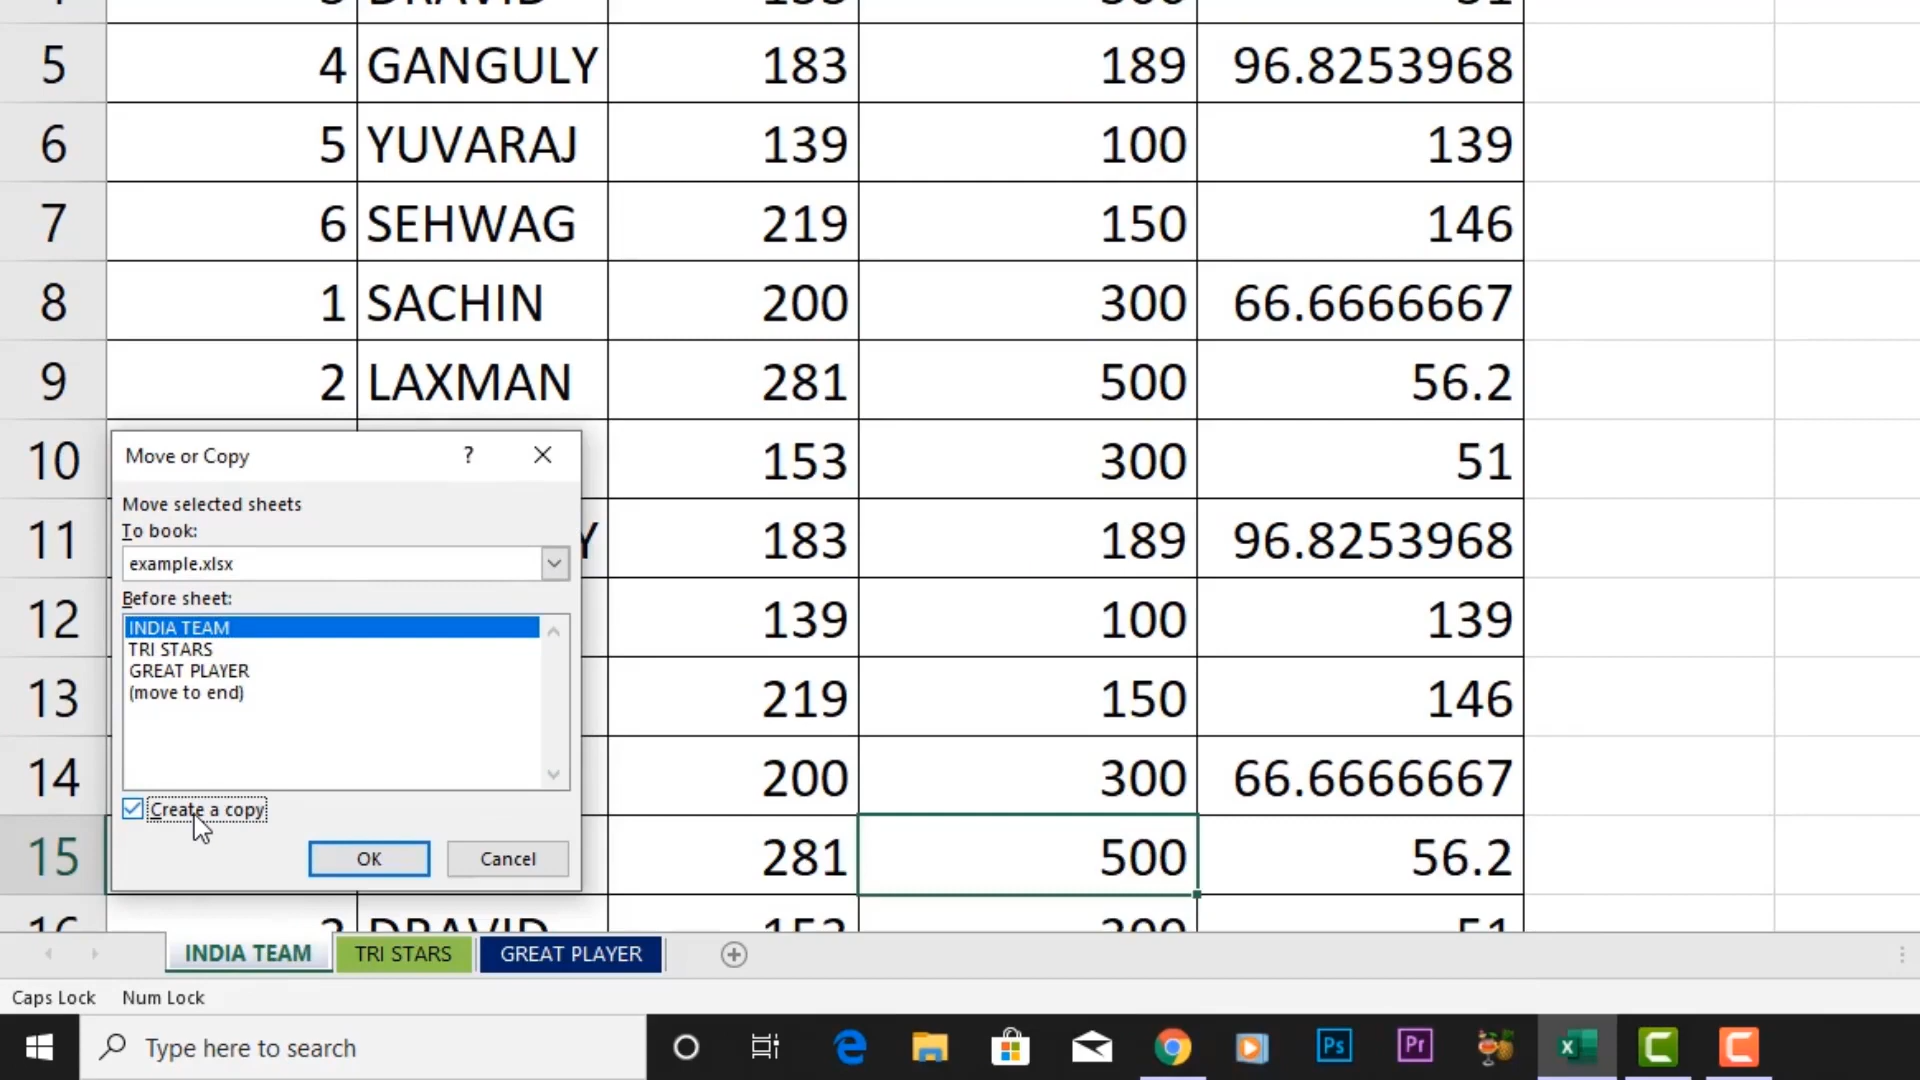 5 4 GANGULY 183 189 96.8253968
6 5 YUVARAJ 139 100 139
7 6 SEHWAG 219 150 146
8 1 SACHIN 200 300 66.6666667
9 2 LAXMAN 281 500 56.2
10 153 300 51
11 Y 183 189 96.8253968
12 139 100 139
13 219 150 146
14 200 300 66.6666667
15 281 500 56.2
16 3 DRAVID 153 300 51
Move or Copy ?
Move selected sheets
To book:
example.xlsx
Before sheet:
INDIA TEAM
TRI STARS
GREAT PLAYER
(move to end)
Create a copy
OK Cancel
INDIA TEAM TRI STARS GREAT PLAYER
Caps Lock Num Lock
Type here to search
Ps Pr